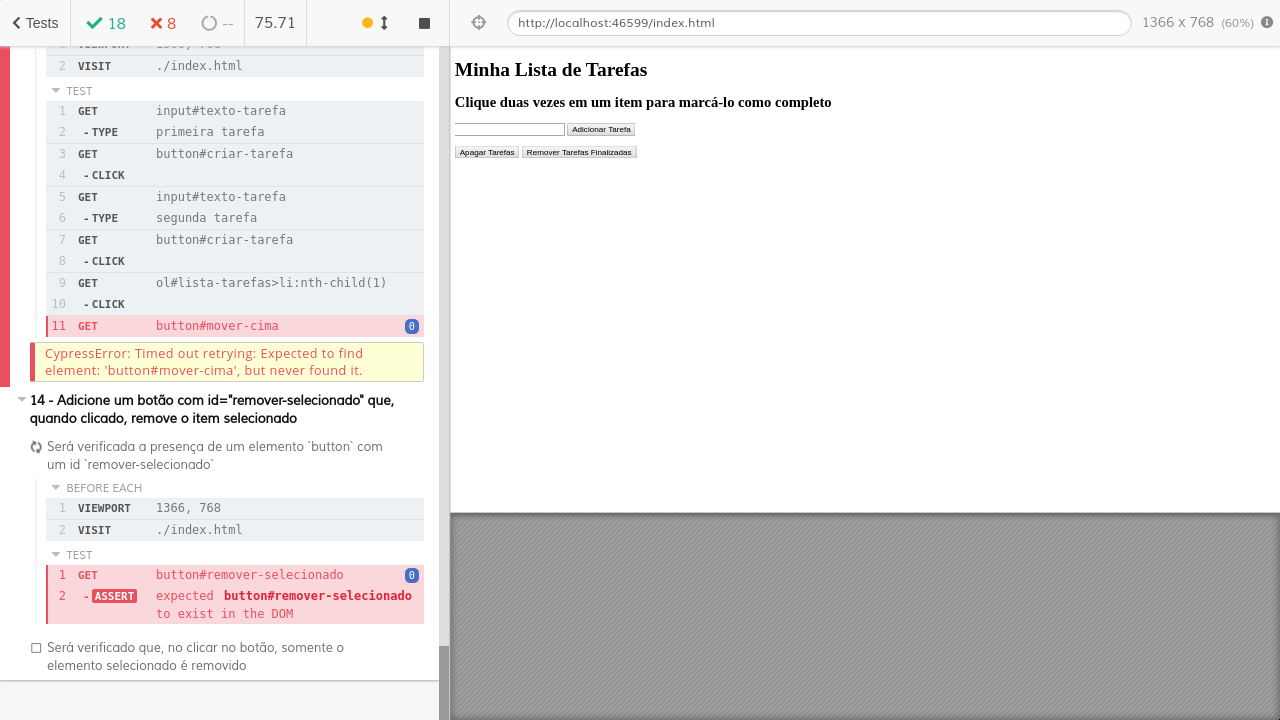 Tests 18 8 -- 75.71
http://localhost:46599/index.html 1366 x 768 (60%)
2 VISIT ./index.html
TEST
1 GET input#texto-tarefa
2 -TYPE primeira tarefa
3 GET button#criar-tarefa
4 -CLICK
5 GET input#texto-tarefa
6 -TYPE segunda tarefa
7 GET button#criar-tarefa
8 -CLICK
9 GET ol#lista-tarefas>li:nth-child(1)
10 -CLICK
11 GET button#mover-cima 0
CypressError: Timed out retrying: Expected to find
element: 'button#mover-cima', but never found it.
14 - Adicione um botão com id="remover-selecionado" que,
quando clicado, remove o item selecionado
Será verificada a presença de um elemento `button` com
um id `remover-selecionado`
BEFORE EACH
1 VIEWPORT 1366, 768
2 VISIT ./index.html
TEST
1 GET button#remover-selecionado 0
2 -ASSERT expected button#remover-selecionado
to exist in the DOM
Será verificado que, no clicar no botão, somente o
elemento selecionado é removido
Minha Lista de Tarefas
Clique duas vezes em um item para marcá-lo como completo
Adicionar Tarefa
Apagar Tarefas Remover Tarefas Finalizadas